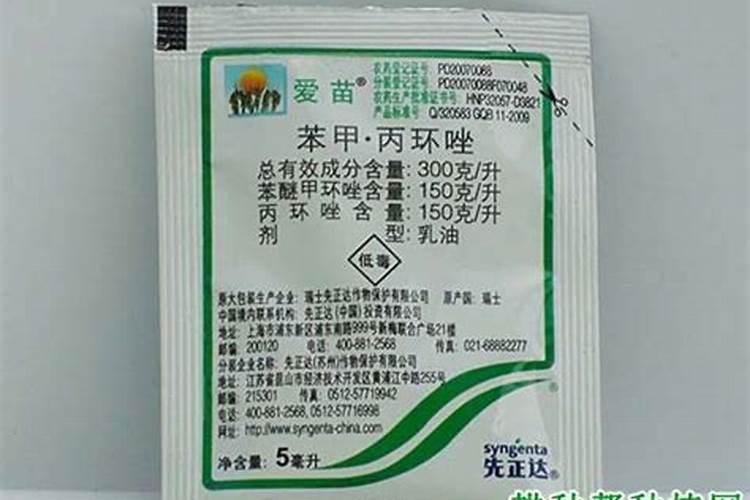 爱苗®
农药登记证号: PD20070088
分装登记证号: PD20070088F070048
农药生产批准证书号: HNP32057-D3821
产品标准号 Q/320583 GQB 11-2009
苯甲·丙环唑
总有效成分含量: 300克/升
苯醚甲环唑含量: 150克/升
丙环唑含量: 150克/升
剂型: 乳油
低毒
原大包装生产企业: 瑞士先正达作物保护有限公司 原产国: 瑞士
中国境内联系机构: 先正达(中国)投资有限公司
地址: 上海市浦东新区浦东南路999号新梅联合广场21楼
邮编: 200120 电话: 400-881-2568 传真: 021-68882277
分装企业名称: 先正达(苏州)作物保护有限公司
地址: 江苏省昆山市经济技术开发区黄浦江中路255号
邮编: 215301 传真: 0512-57719942
电话: 400-881-2568, 0512-57716998
网址: http://www.syngenta-china.com
净含量: 5毫升
syngenta
先正达®